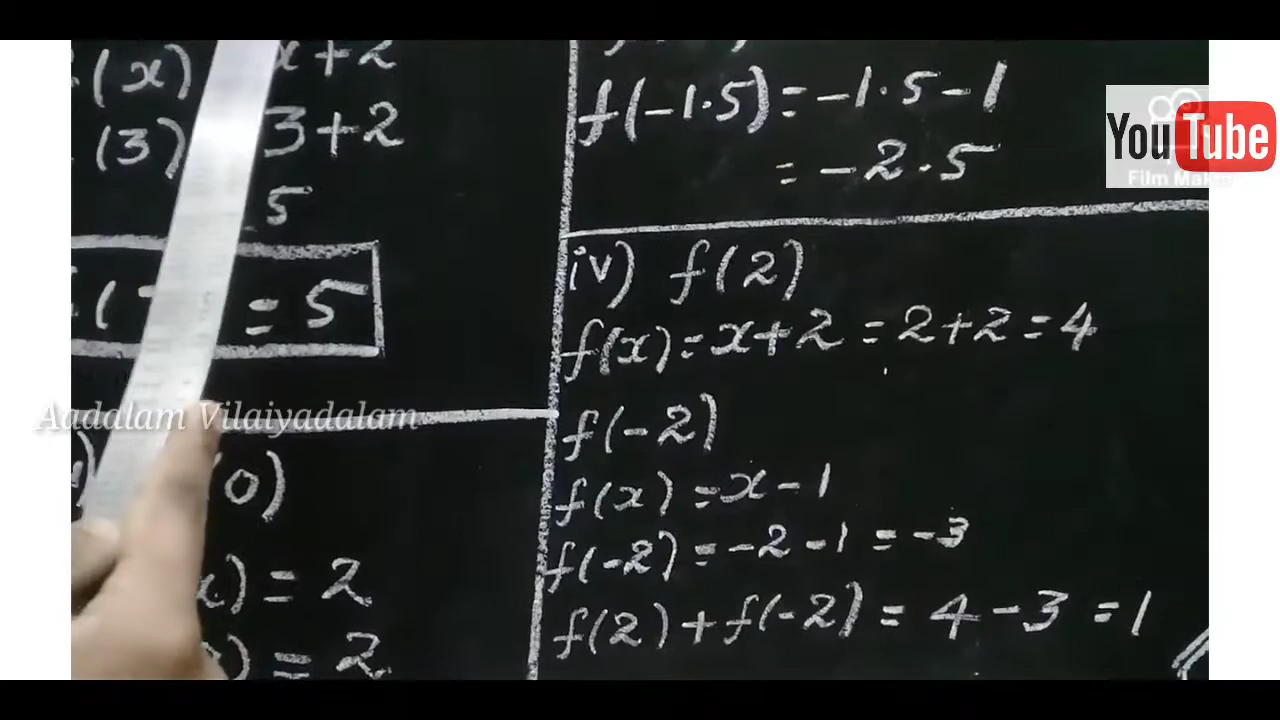 (x) x+2
(3) 3+2
5
= 5
(0)
) = 2
) = 2
f(-1.5) = -1.5-1
= -2.5
iv) f(2)
f(x) = x+2 = 2+2 = 4
f(-2)
f(x) = x-1
f(-2) = -2-1 = -3
f(2) + f(-2) = 4-3 = 1
YouTube
Aadalam Vilaiyadalam